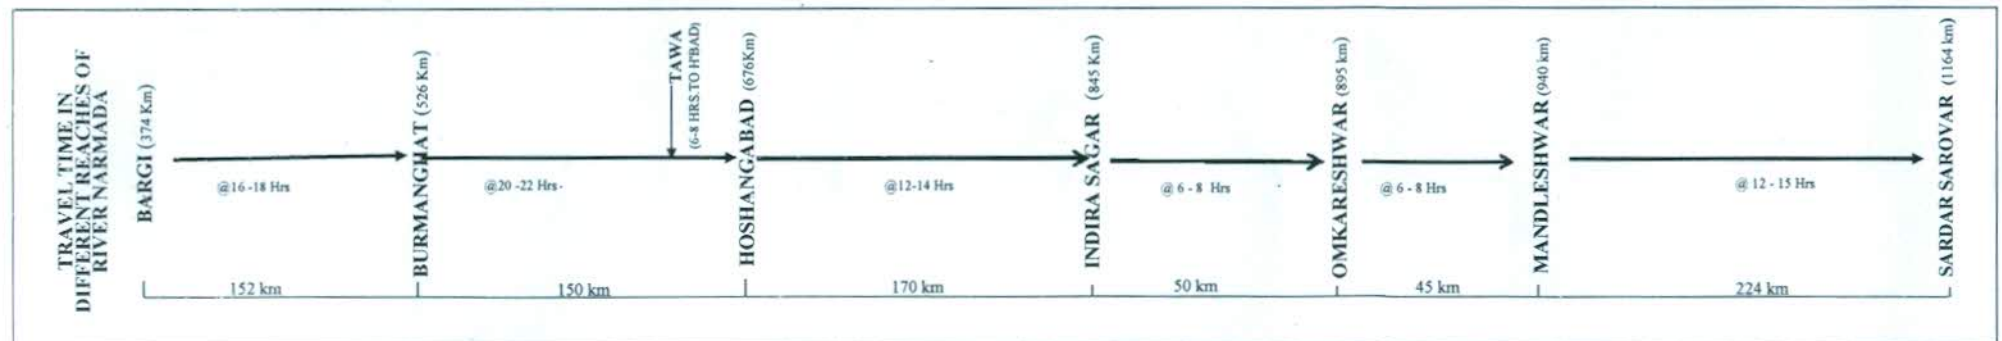 TRAVEL TIME IN
DIFFERENT REACHES OF
RIVER NARMADA
BARGI (374 Km)
@16-18 Hrs
152 km
BURMANGHAT (526 Km)
@20 -22 Hrs-
150 km
TAWA
(6-8 HRS.TO H'BAD)
HOSHANGABAD (676Km)
@12-14 Hrs
170 km
INDIRA SAGAR (845 Km)
@ 6 - 8 Hrs
50 km
OMKARESHWAR (895 km)
@ 6 - 8 Hrs
45 km
MANDLESHWAR (940 km)
@ 12 - 15 Hrs
224 km
SARDAR SAROVAR (1164 km)